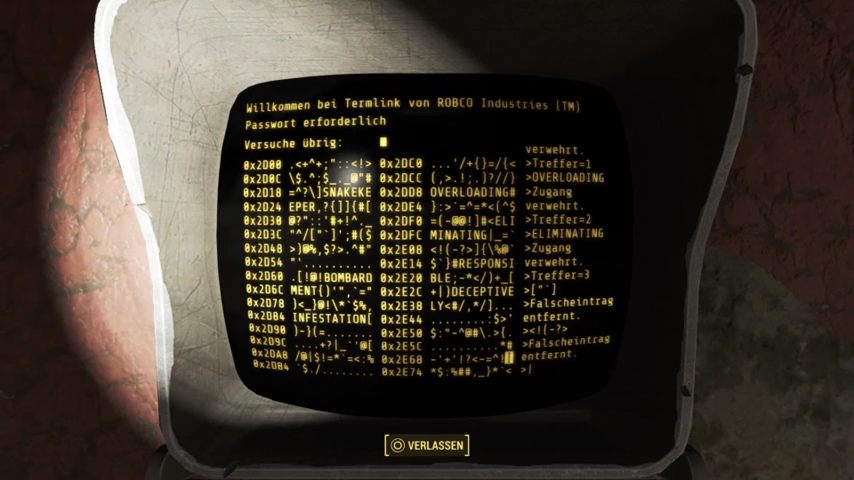 Willkommen bei Termlink von ROBCO Industries (TM)
Passwort erforderlich
Versuche übrig: ■
0x2D00 .<+^+;"::<!> 0x2DC0 ...'/+{}=/{< verwehrt.
0x2D0C \$.^;$_._@"# 0x2DCC (,>.!;.)?//} >Treffer=1
0x2D18 =^?\]SNAKEKE 0x2DD8 OVERLOADING# >OVERLOADING
0x2D24 EPER,?{]]{#[ 0x2DE4 }:>`=^=*<(^$ >Zugang
0x2D30 @?"::'#+!^._ 0x2DF0 =(-@@!]#<ELI verwehrt.
0x2D3C "^/["`]';#($ 0x2DFC MINATING|_=` >Treffer=2
0x2D48 >)@%,$?>.^#" 0x2E08 <!(-?>]{\%@' >ELIMINATING
0x2D54 "'.......... 0x2E14 $`}#RESPONSI >Zugang
0x2D60 .[!@!BOMBARD 0x2E20 BLE;-*</)+_[ verwehrt.
0x2D6C MENT{)'",`=" 0x2E2C +|)DECEPTIVE >Treffer=3
0x2D78 )<_}@!\*`$%, 0x2E38 LY<#/,*/]... >["`]
0x2D84 INFESTATION[ 0x2E44 ........:$>' >Falscheintrag
0x2D90 )-}(=....... 0x2E50 $:"-^@#\.>{. entfernt.
0x2D9C ....+?|_``@[ 0x2E5C ..........*# ><!(-?>
0x2DA8 /@|$!=*`=<:% 0x2E68 -'+'!?<~=^! >Falscheintrag
0x2DB4 `$./........ 0x2E74 *$:%##,_}*`< entfernt.
>|
VERLASSEN